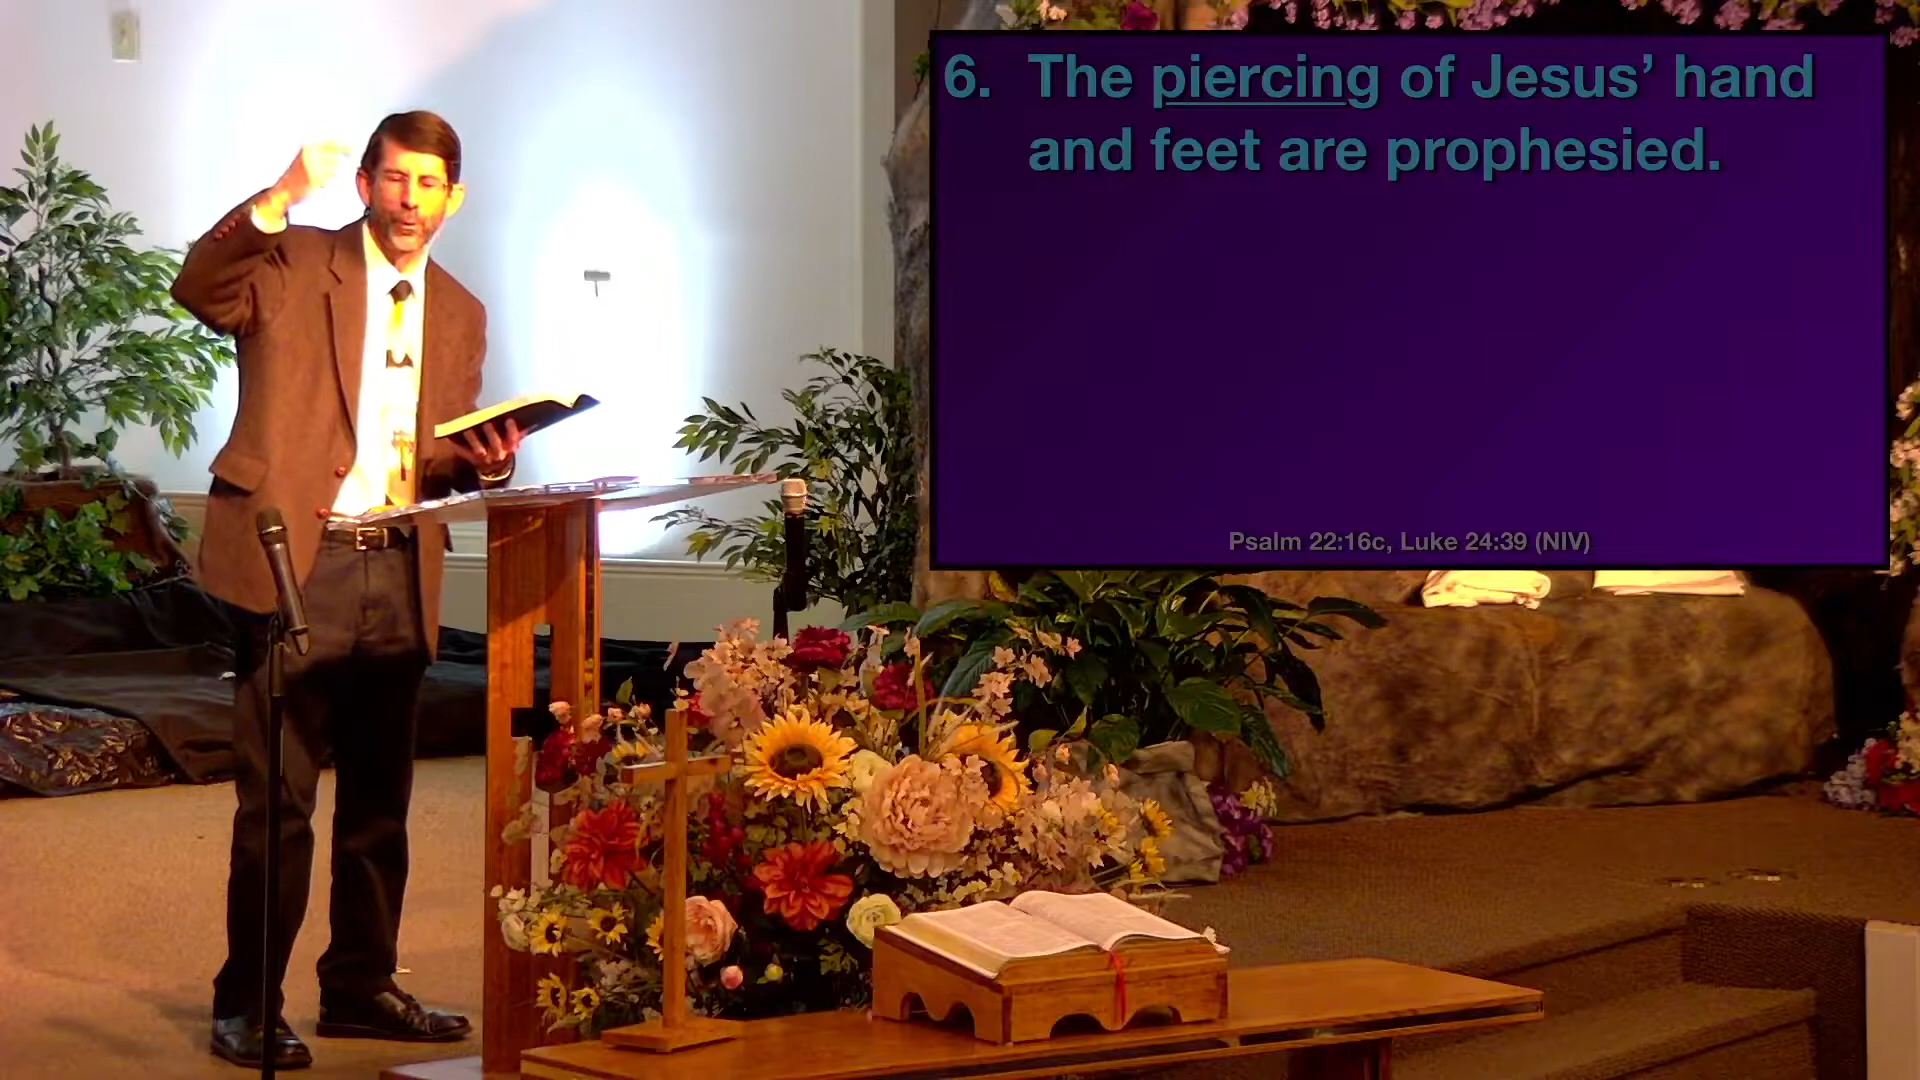 6. The piercing of Jesus’ hand
and feet are prophesied.
Psalm 22:16c, Luke 24:39 (NIV)